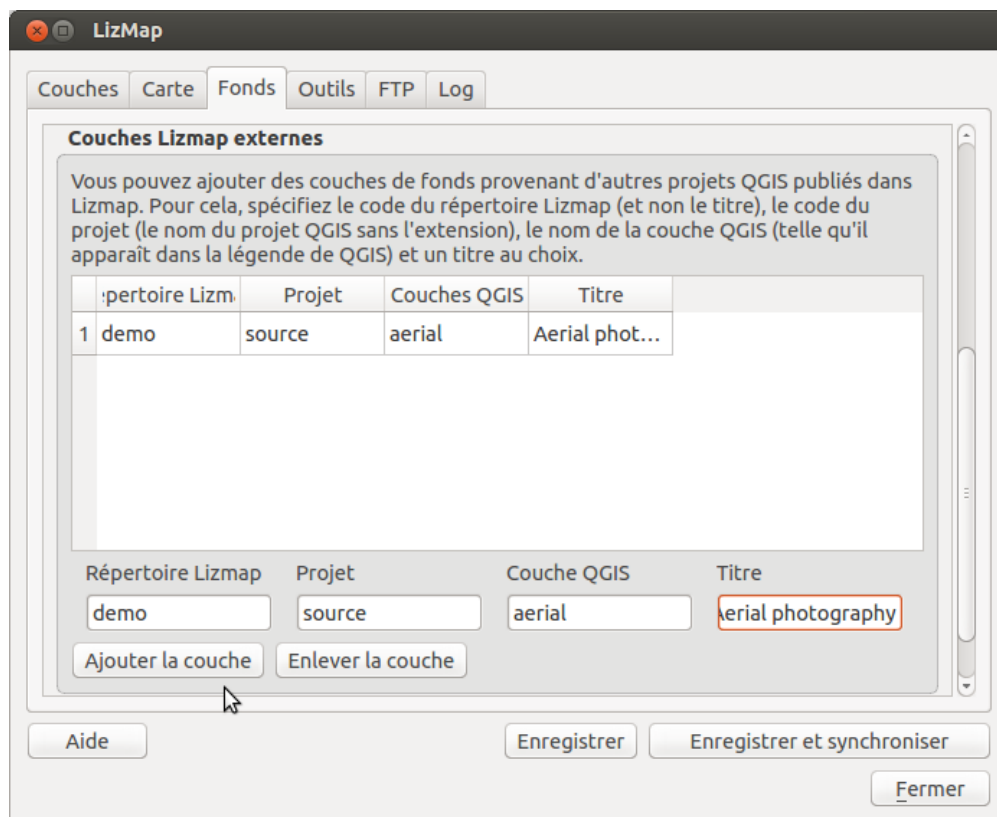 LizMap
Couches Carte Fonds Outils FTP Log
Couches Lizmap externes
Vous pouvez ajouter des couches de fonds provenant d'autres projets QGIS publiés dans
Lizmap. Pour cela, spécifiez le code du répertoire Lizmap (et non le titre), le code du
projet (le nom du projet QGIS sans l'extension), le nom de la couche QGIS (telle qu'il
apparaît dans la légende de QGIS) et un titre au choix.
épertoire Lizm Projet Couches QGIS Titre
1 demo source aerial Aerial phot...
Répertoire Lizmap Projet Couche QGIS Titre
demo source aerial Aerial photography
Ajouter la couche Enlever la couche
Aide Enregistrer Enregistrer et synchroniser
Fermer